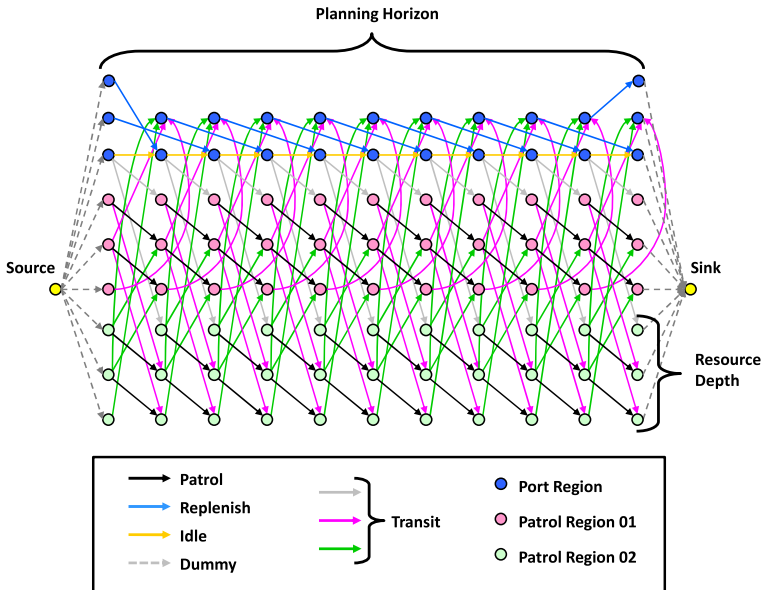 Planning Horizon
Source
Sink
Resource
Depth
Patrol
Replenish
Idle
Dummy
Transit
Port Region
Patrol Region 01
Patrol Region 02